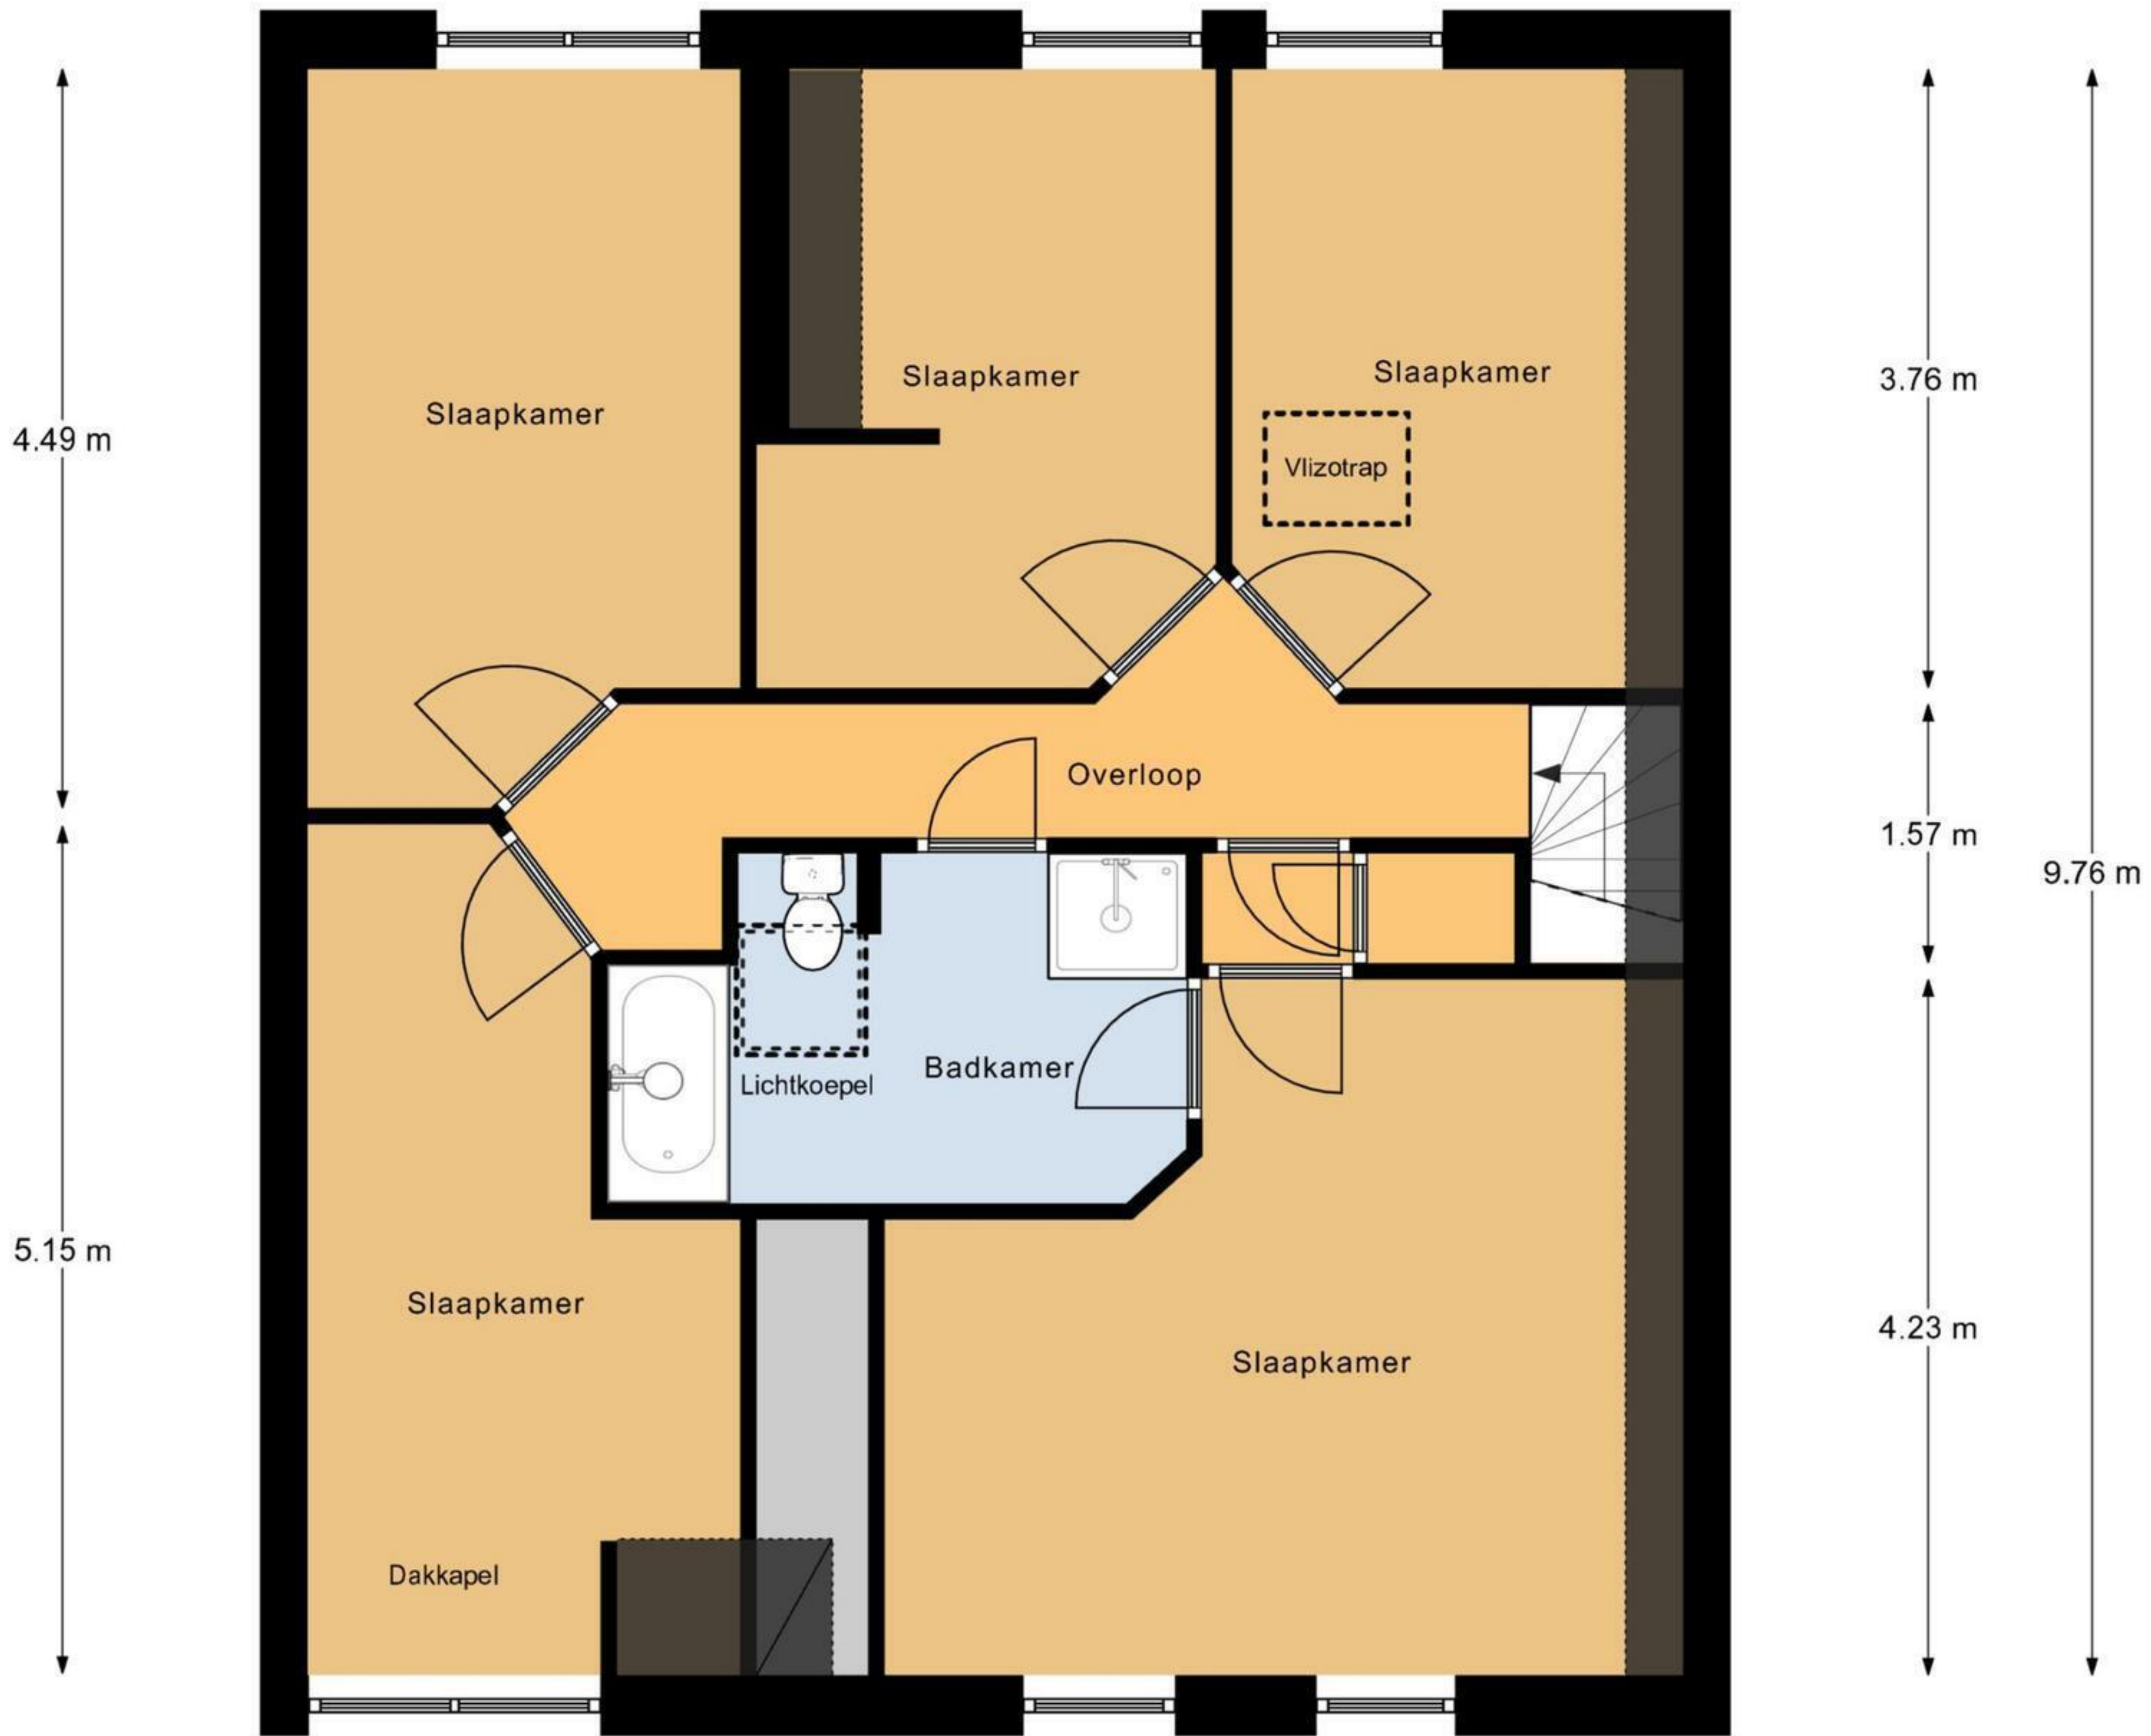 Slaapkamer
Slaapkamer
Slaapkamer
3.76 m
4.49 m
Vlizotrap
Overloop
1.57 m
9.76 m
Badkamer
Lichtkoepel
5.15 m
Slaapkamer
4.23 m
Slaapkamer
Dakkapel